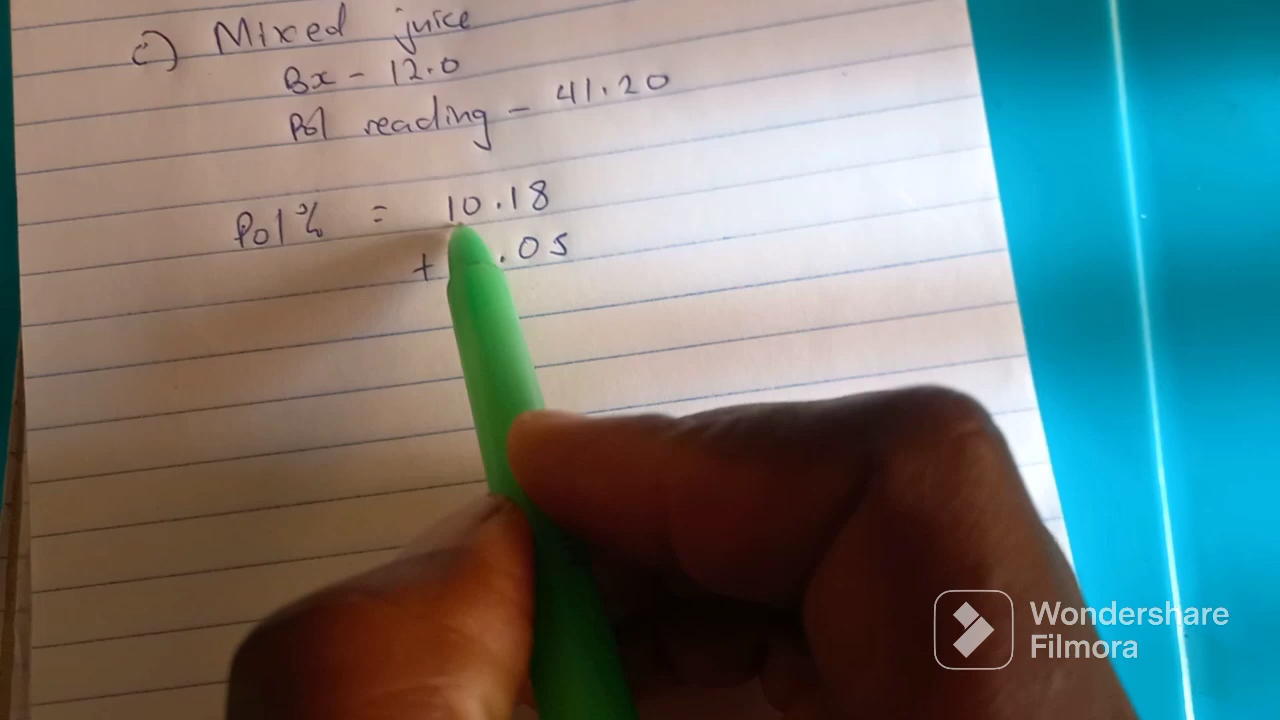 c) Mixed juice
Bx - 12.0
Pol reading - 41.20
Pol % = 10.18
+ .05
Wondershare
Filmora